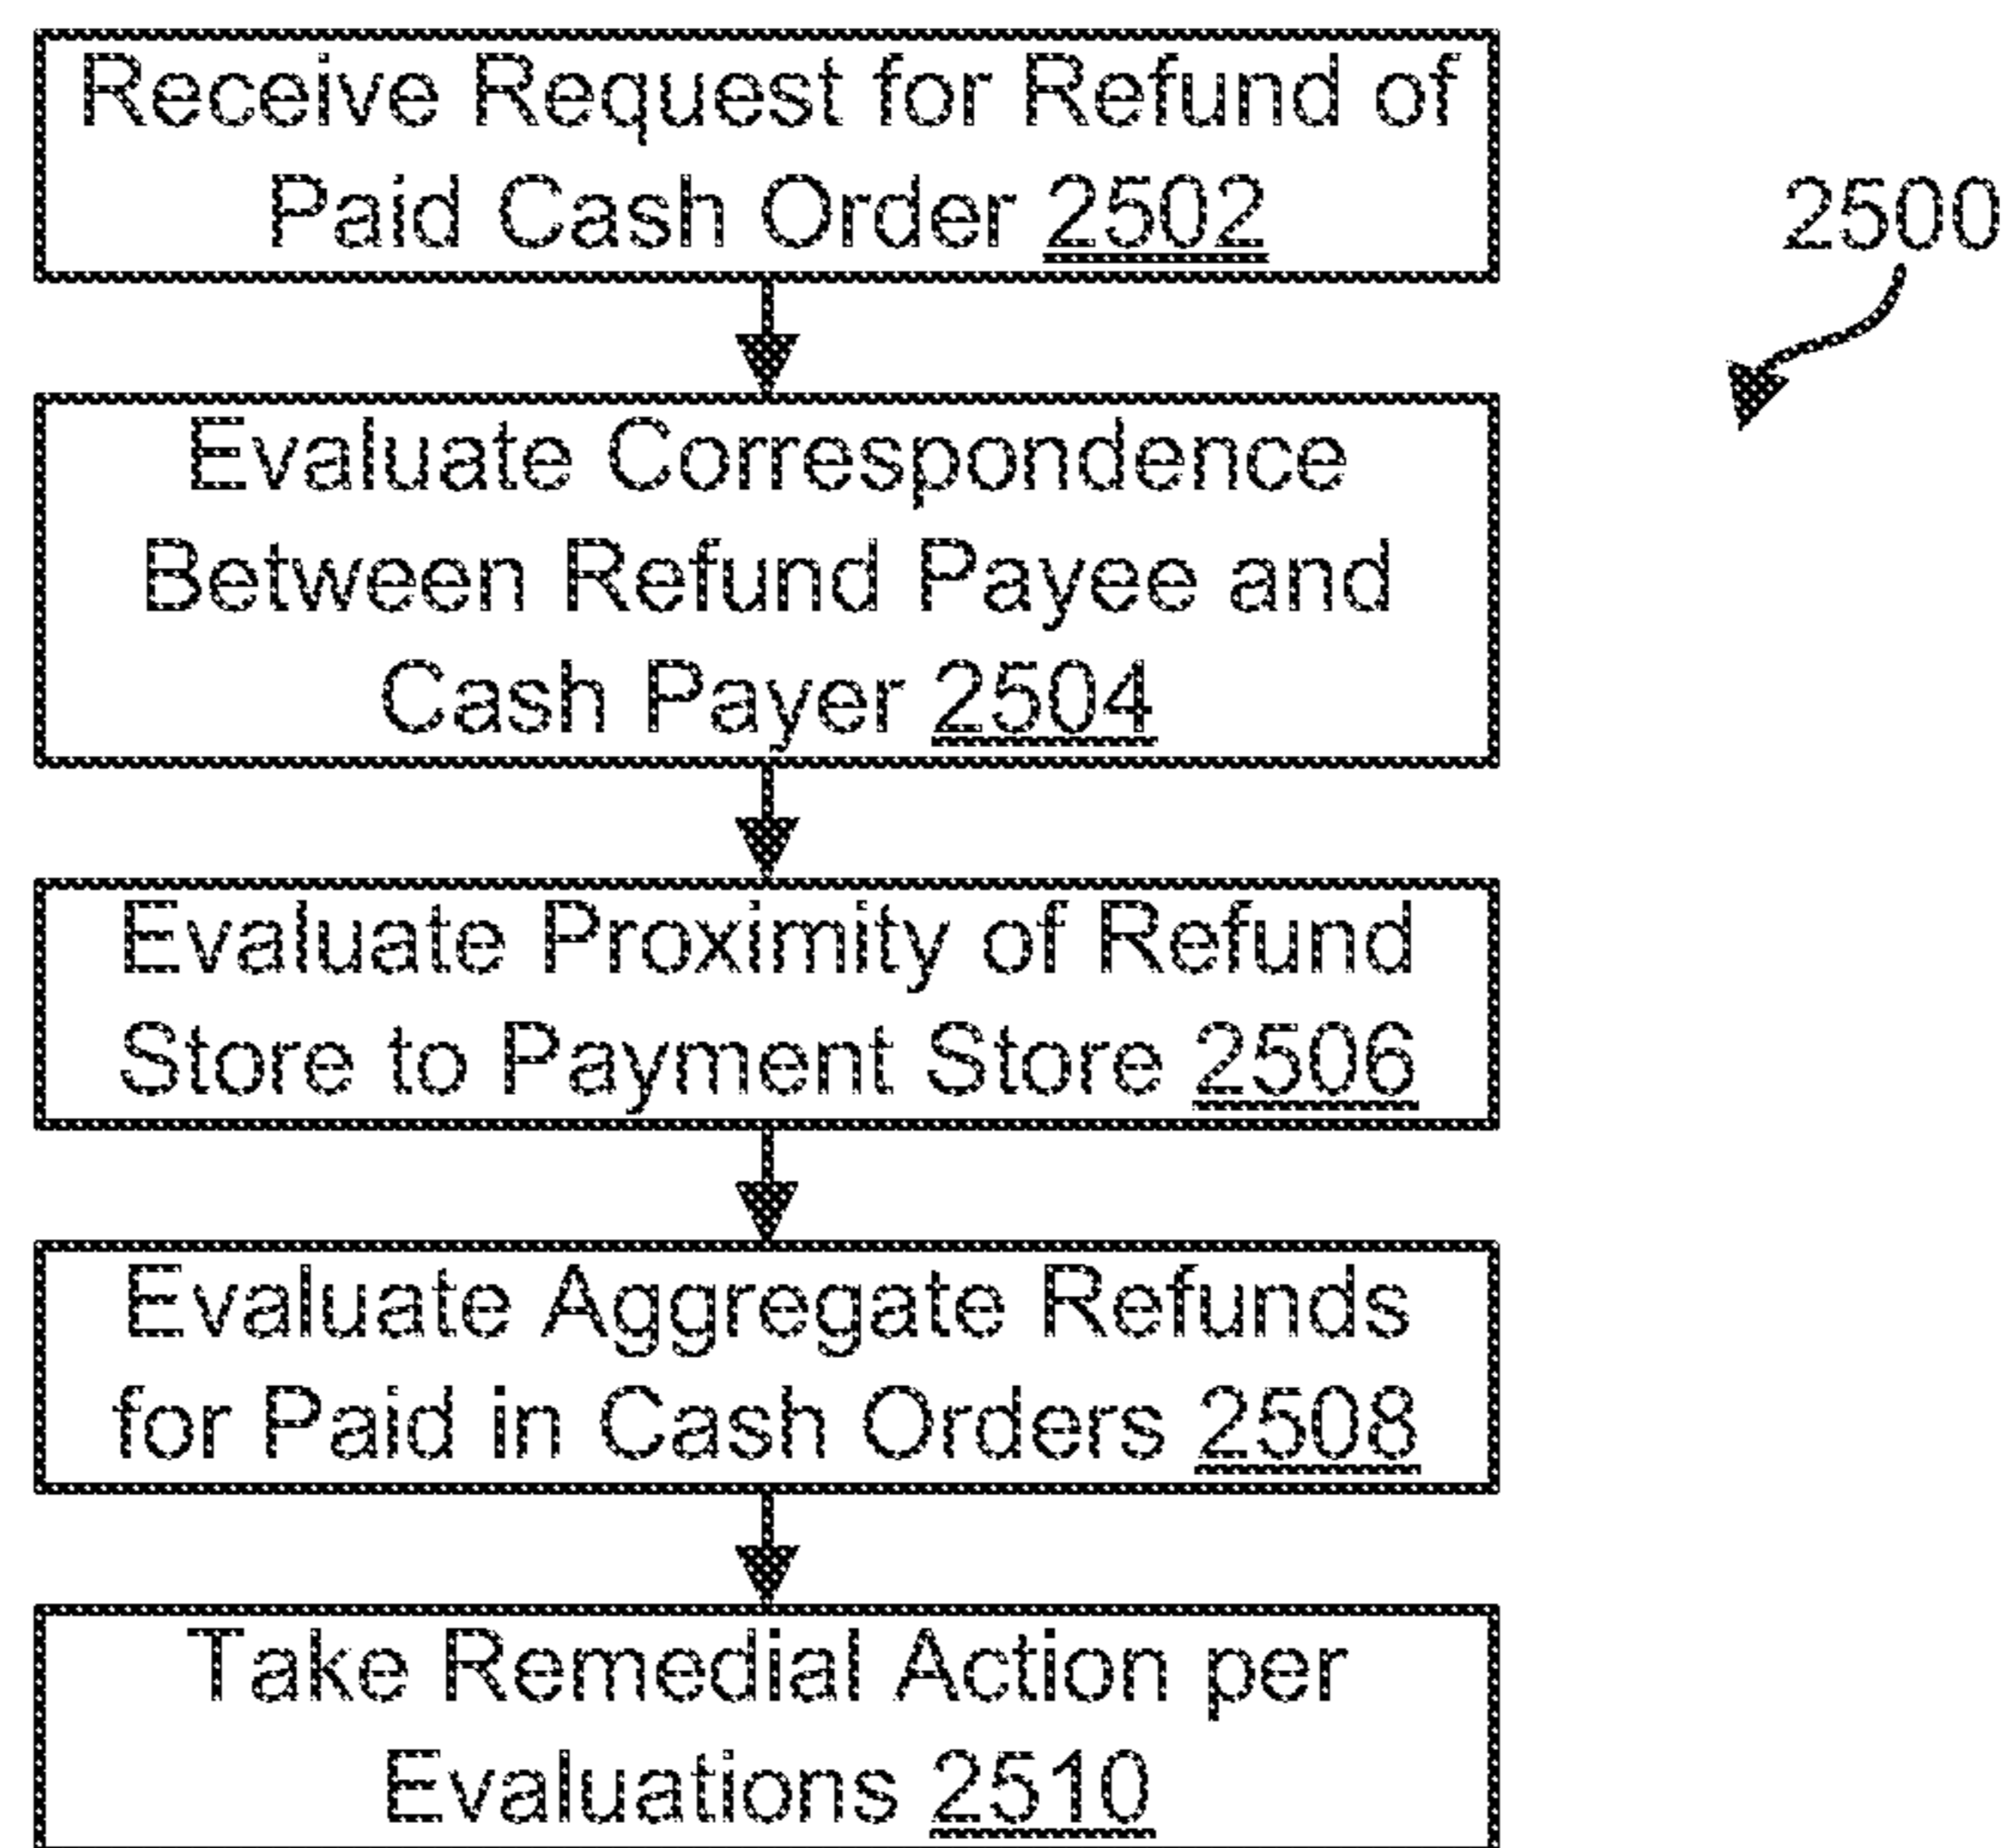 Receive Request for Refund of
Paid Cash Order 2502
2500
Evaluate Correspondence
Between Refund Payee and
Cash Payer 2504
Evaluate Proximity of Refund
Store to Payment Store 2506
Evaluate Aggregate Refunds
for Paid in Cash Orders 2508
Take Remedial Action per
Evaluations 2510